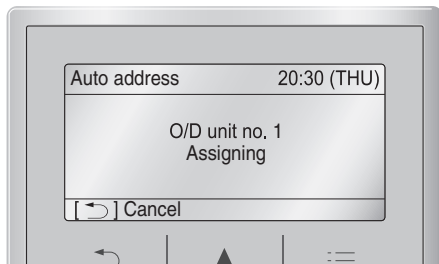 Auto address 20:30 (THU)
O/D unit no. 1
Assigning
[⮌] Cancel